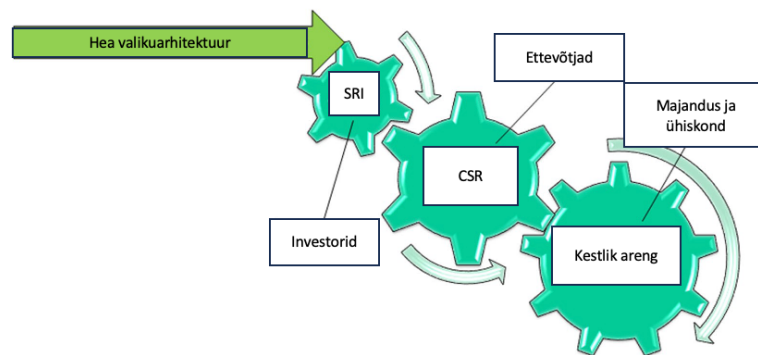 Hea valikuarhitektuur
SRI
Ettevõtjad
Majandus ja
ühiskond
CSR
Investorid
Kestlik areng